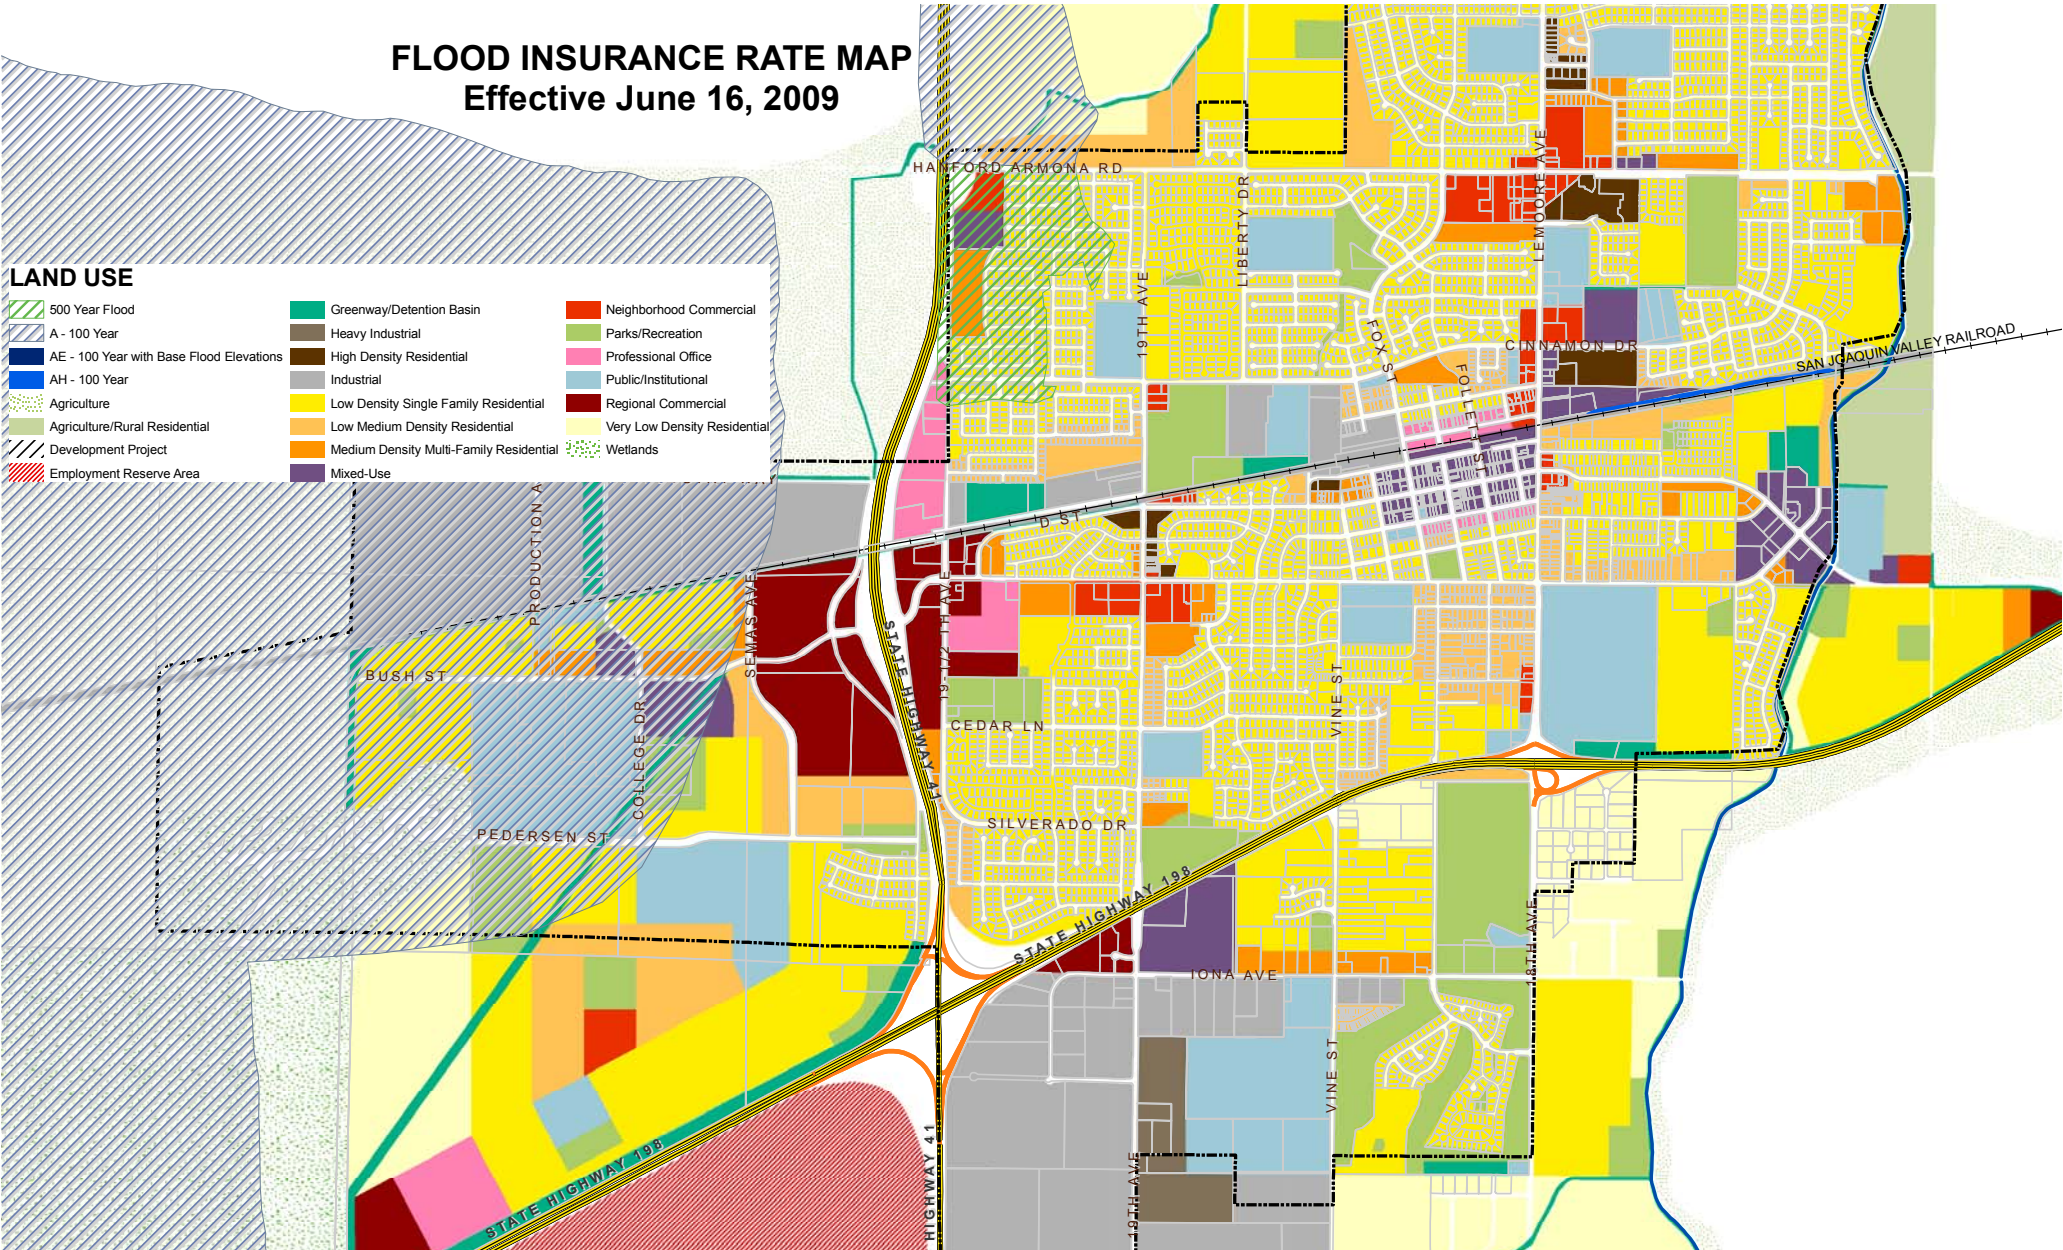 FLOOD INSURANCE RATE MAP
Effective June 16, 2009
HANFORD ARMONA RD
LEMOORE AVE
LIBERTY DR
19TH AVE
LAND USE
500 Year Flood
A - 100 Year
AE - 100 Year with Base Flood Elevations
AH - 100 Year
Agriculture
Agriculture/Rural Residential
Development Project
Employment Reserve Area
Greenway/Detention Basin
Heavy Industrial
High Density Residential
Industrial
Low Density Single Family Residential
Low Medium Density Residential
Medium Density Multi-Family Residential
Mixed-Use
Neighborhood Commercial
Parks/Recreation
Professional Office
Public/Institutional
Regional Commercial
Very Low Density Residential
Wetlands
FOX ST
CINNAMON DR
SAN JOAQUIN VALLEY RAILROAD
FOLLETT ST
PRODUCTION A
D ST
SEMAS AVE
19-1/2 TH AVE
STATE HIGHWAY 41
BUSH ST
VINE ST
COLLEGE DR
CEDAR LN
SILVERADO DR
PEDERSEN ST
STATE HIGHWAY 198
18TH AVE
IONA AVE
VINE ST
STATE HIGHWAY 198
HIGHWAY 41
19TH AVE